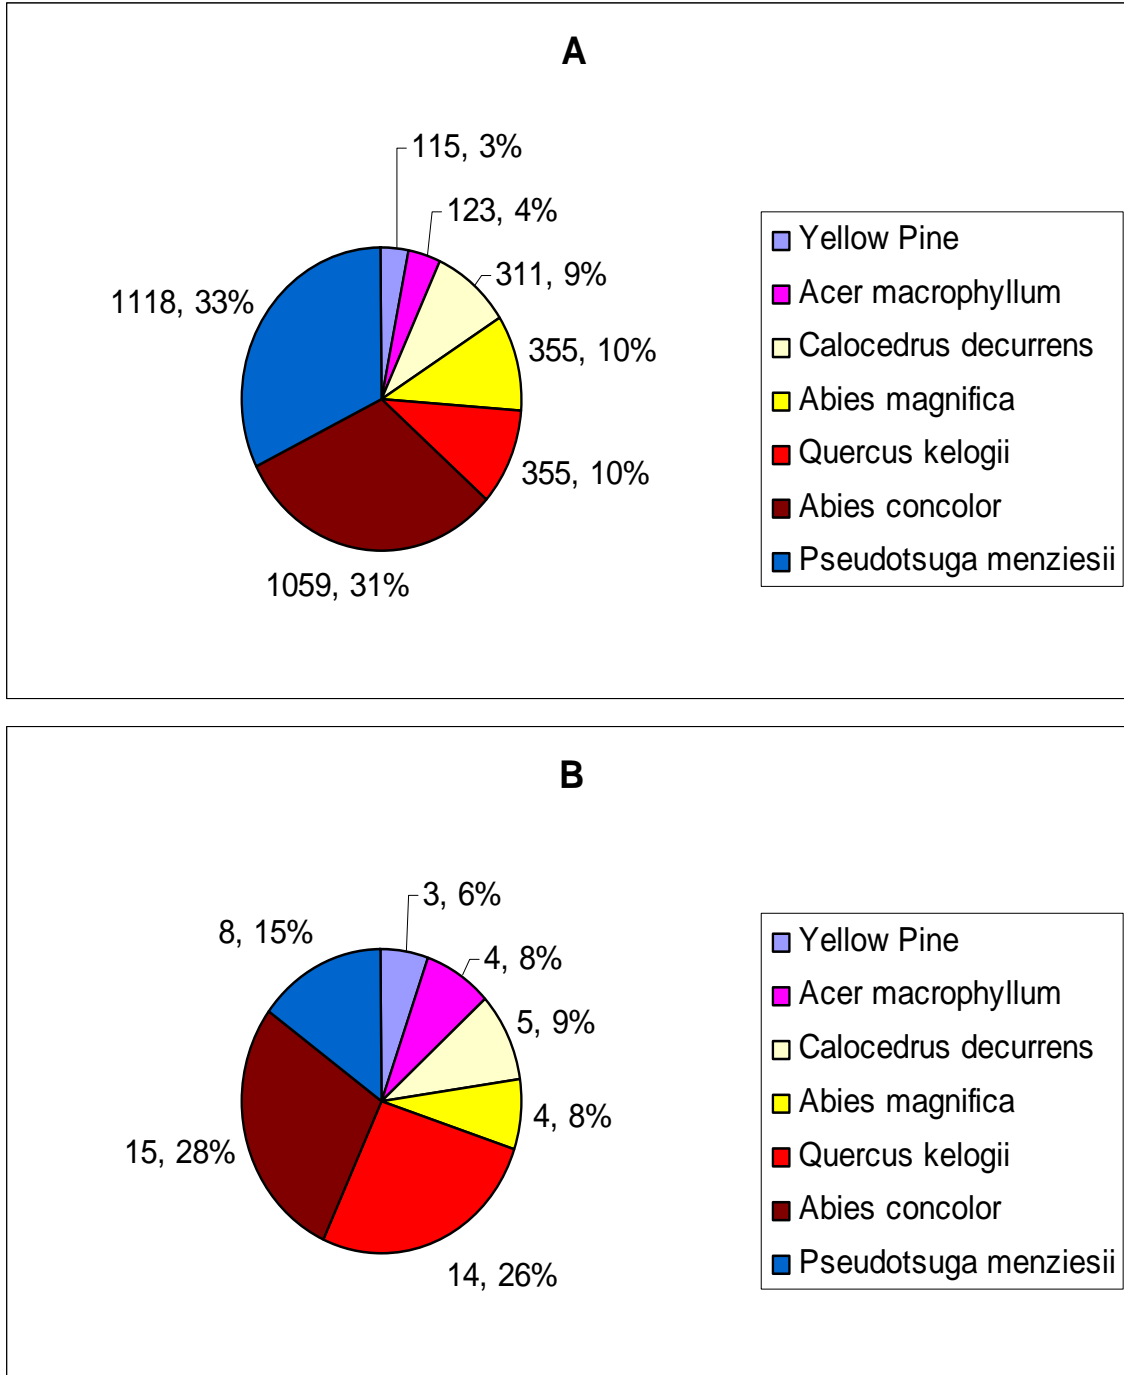 A
115, 3%
123, 4%
311, 9%
355, 10%
355, 10%
1059, 31%
1118, 33%
Yellow Pine
Acer macrophyllum
Calocedrus decurrens
Abies magnifica
Quercus kelogii
Abies concolor
Pseudotsuga menziesii
B
3, 6%
4, 8%
5, 9%
4, 8%
14, 26%
15, 28%
8, 15%
Yellow Pine
Acer macrophyllum
Calocedrus decurrens
Abies magnifica
Quercus kelogii
Abies concolor
Pseudotsuga menziesii